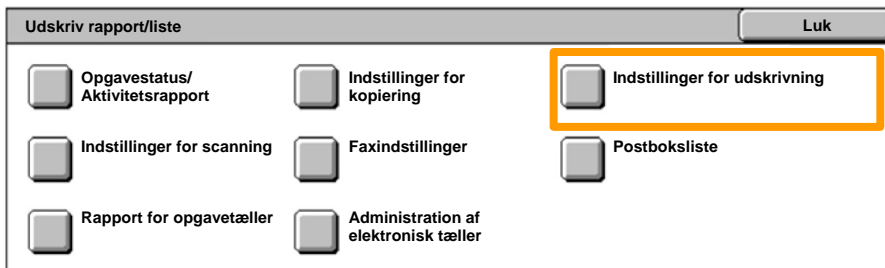 Udskriv rapport/liste
Luk
Opgavestatus/
Aktivitetsrapport
Indstillinger for
kopiering
Indstillinger for udskrivning
Indstillinger for scanning
Faxindstillinger
Postboksliste
Rapport for opgavetæller
Administration af
elektronisk tæller